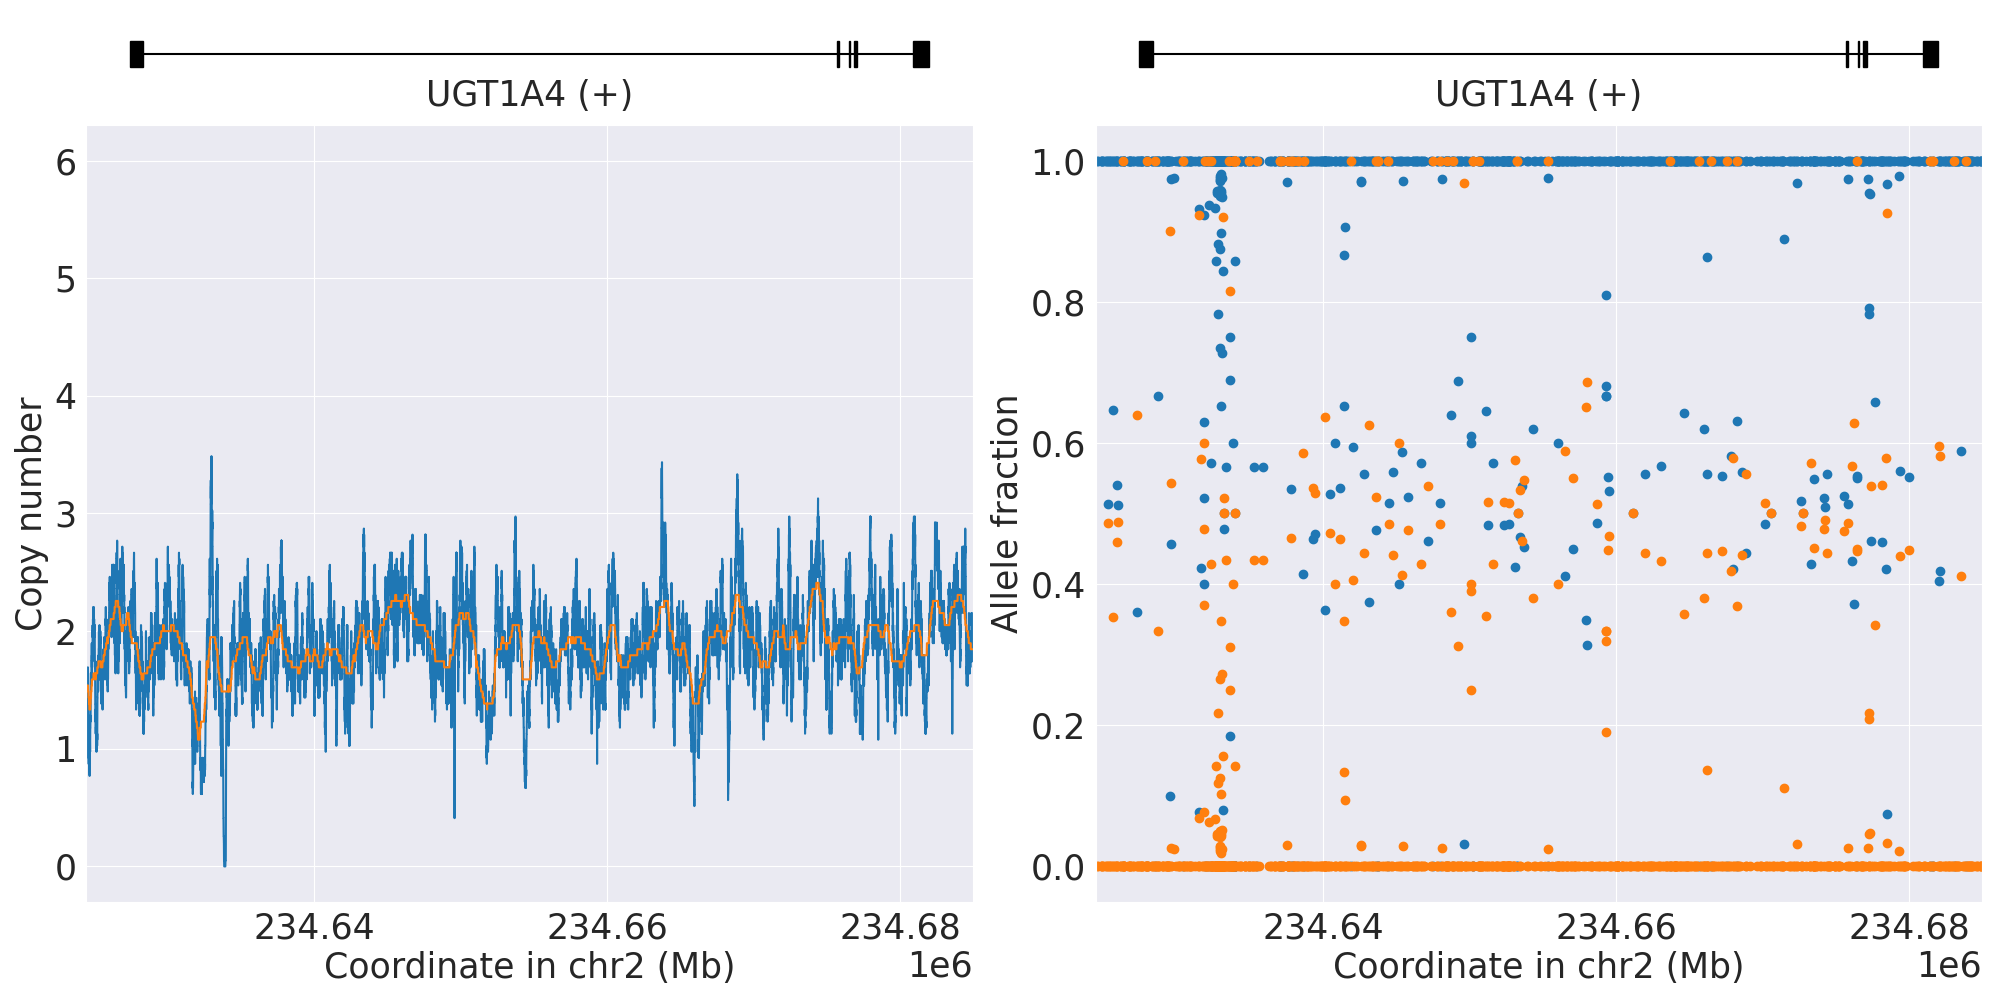 UGT1A4 (+)
6
5
4
3
2
1
0
Copy number
234.64
234.66
234.68
Coordinate in chr2 (Mb)
1e6
UGT1A4 (+)
1.0
0.8
0.6
0.4
0.2
0.0
Allele fraction
234.64
234.66
234.68
Coordinate in chr2 (Mb)
1e6